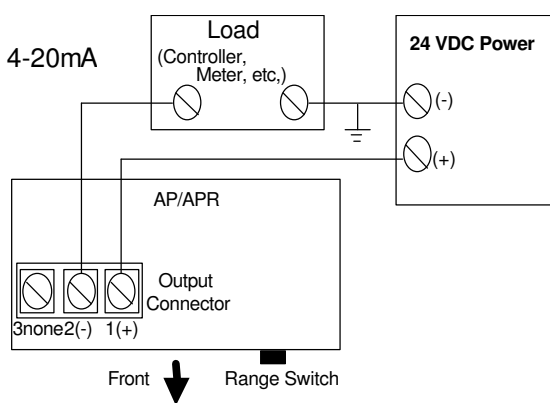 4-20mA
Load
(Controller,
Meter, etc,)
24 VDC Power
(-)
(+)
AP/APR
Output
Connector
3none2(-) 1(+)
Front
Range Switch